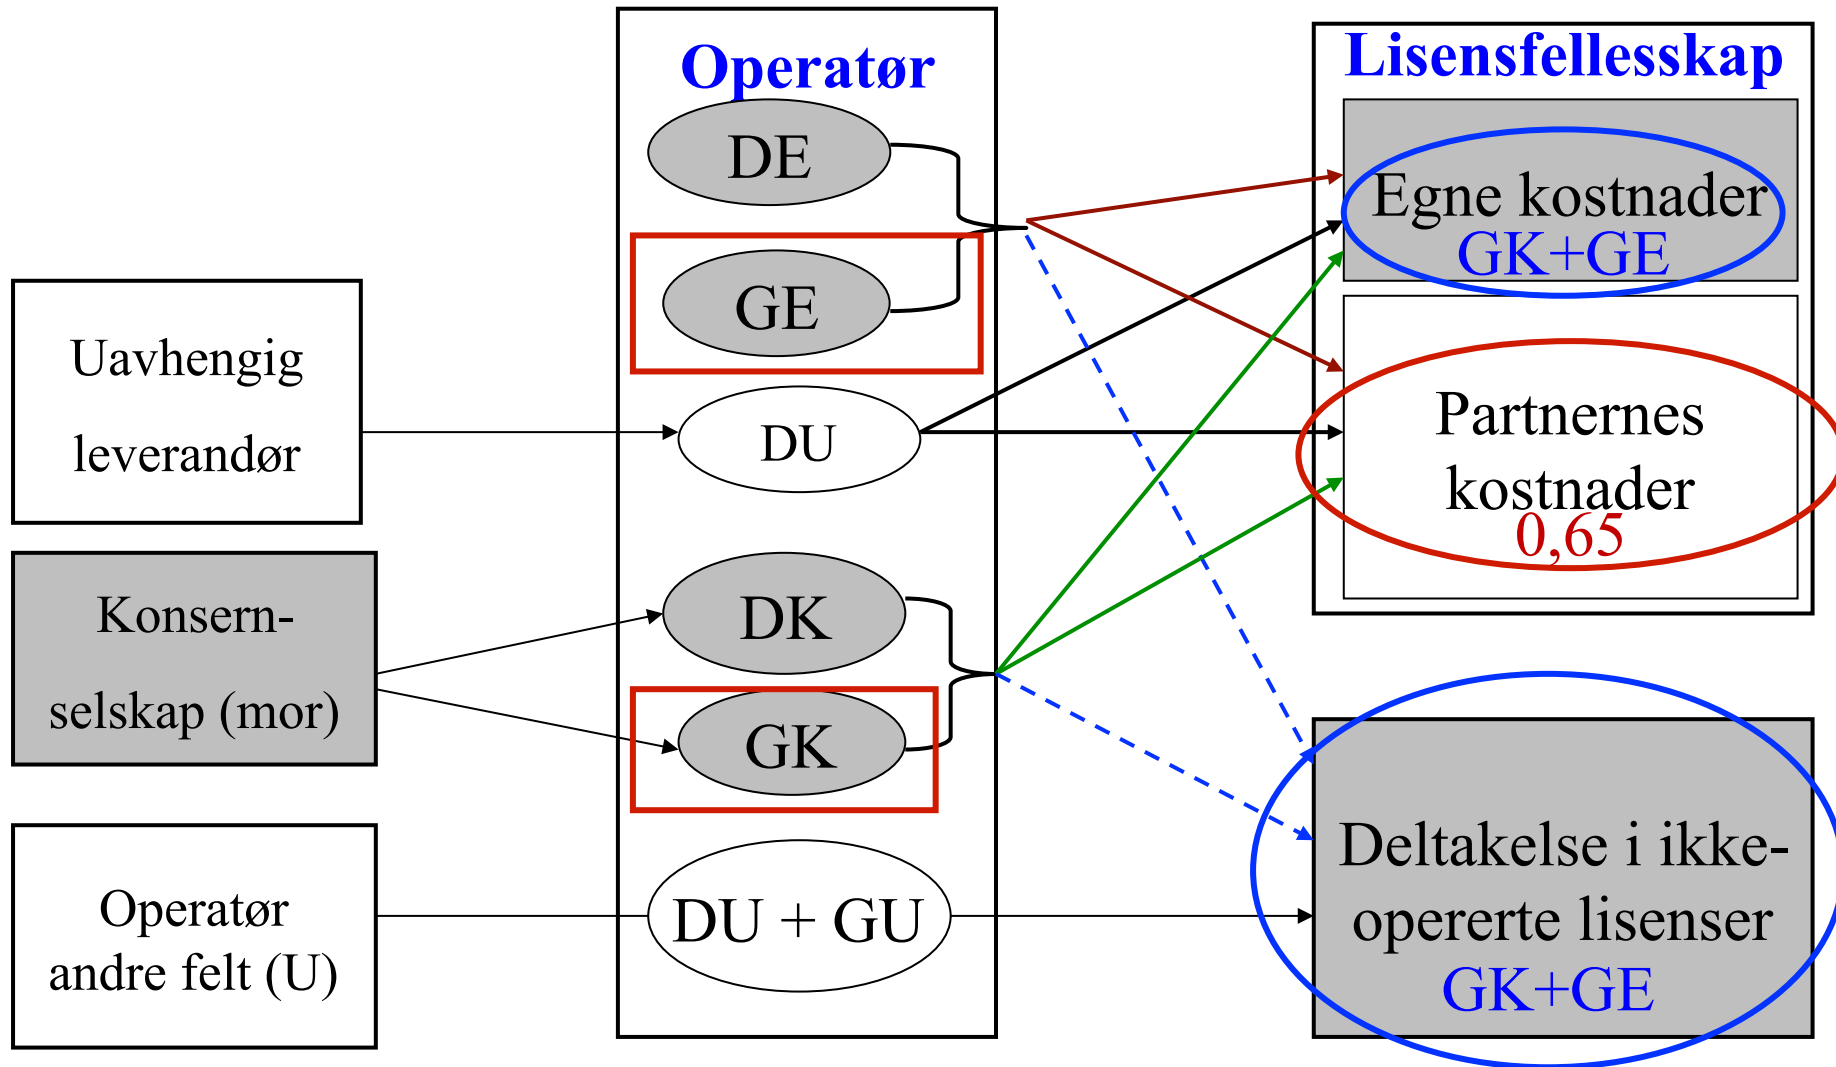 Operatør
DE
GE
DU
DK
GK
DU + GU
Uavhengig
leverandør
Konsern-
selskap (mor)
Operatør
andre felt (U)
Lisensfellesskap
Egne kostnader
GK+GE
Partnernes
kostnader
0,65
Deltakelse i ikke-
opererte lisenser
GK+GE